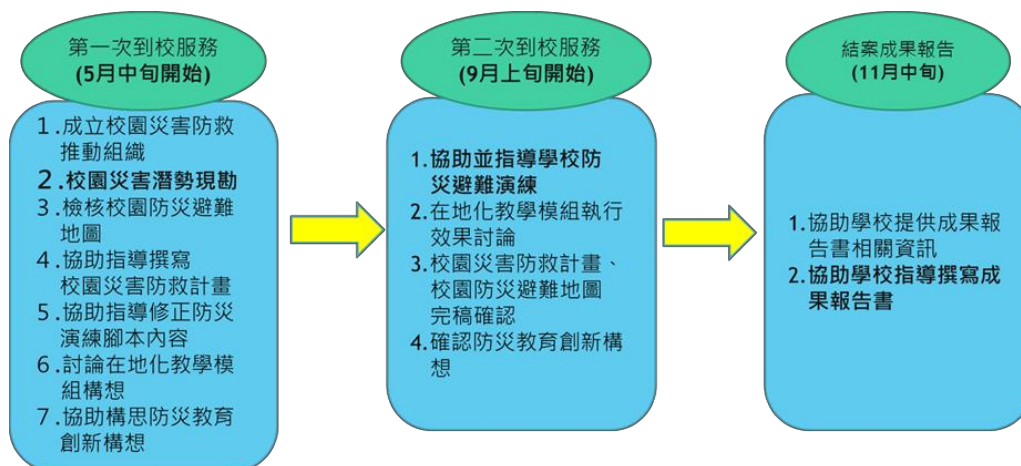 第一次到校服務
(5月中旬開始)
1.成立校園災害防救
推動組織
2.校園災害潛勢現勘
3.檢核校園防災避難
地圖
4.協助指導撰寫
校園災害防救計畫
5.協助指導修正防災
演練腳本內容
6.討論在地化教學模
組構想
7.協助構思防災教育
創新構想
第二次到校服務
(9月上旬開始)
1.協助並指導學校防
災避難演練
2.在地化教學模組執行
效果討論
3.校園災害防救計畫、
校園防災避難地圖
完稿確認
4.確認防災教育創新構
想
結案成果報告
(11月中旬)
1.協助學校提供成果報
告書相關資訊
2.協助學校指導撰寫成
果報告書